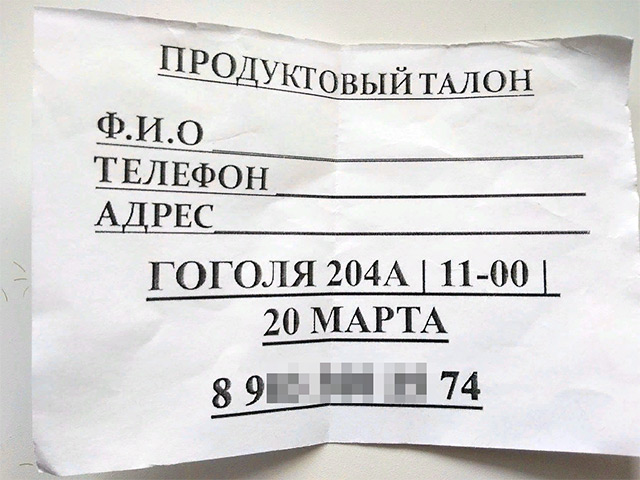 ПРОДУКТОВЫЙ ТАЛОН
Ф.И.О
ТЕЛЕФОН
АДРЕС
ГОГОЛЯ 204А | 11-00 |
20 МАРТА
8 9 74